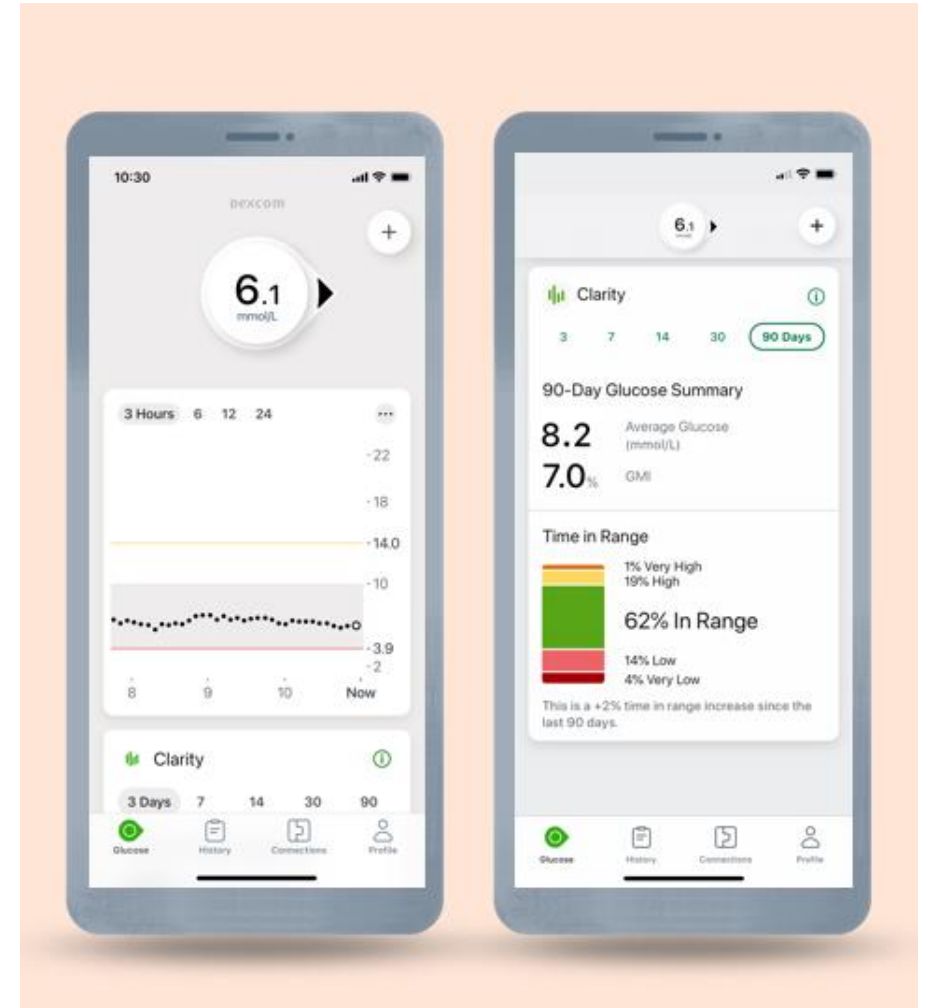 10:30
Dexcom
+
6.1
mmol/L
3 Hours 6 12 24
...
22
18
14.0
10
3.9
2
8 9 10 Now
Clarity
3 Days 7 14 30 90
Glucose History Connections Profile
6.1
+
Clarity
3 7 14 30 90 Days
90-Day Glucose Summary
8.2 Average Glucose
(mmol/L)
7.0% GMI
Time in Range
1% Very High
19% High
62% In Range
14% Low
4% Very Low
This is a +2% time in range increase since the
last 90 days.
Glucose History Connections Profile